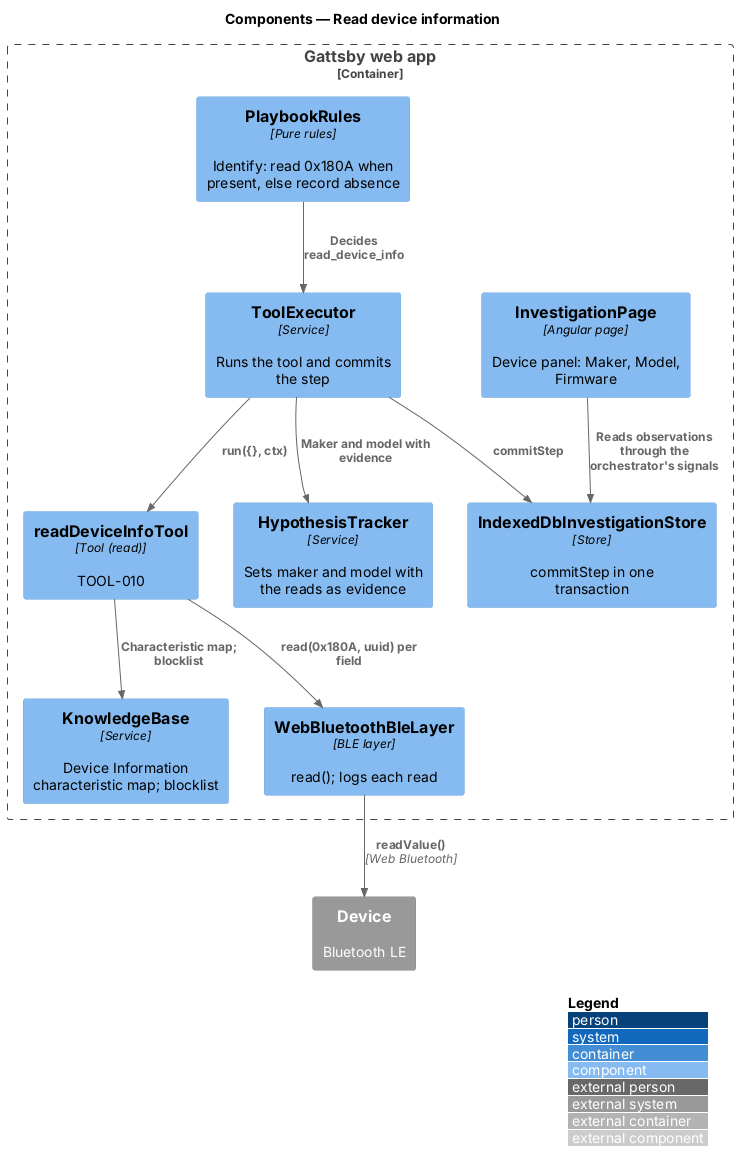 Components — Read device information
Gattsby web app
[Container]
PlaybookRules
[Pure rules]
Identify: read 0x180A when
present, else record absence
Decides
read_device_info
ToolExecutor
[Service]
Runs the tool and commits
the step
InvestigationPage
[Angular page]
Device panel: Maker, Model,
Firmware
run({}, ctx)
Maker and model with
evidence
commitStep
Reads observations
through the
orchestrator's signals
readDeviceInfoTool
[Tool (read)]
TOOL-010
HypothesisTracker
[Service]
Sets maker and model with
the reads as evidence
IndexedDbInvestigationStore
[Store]
commitStep in one
transaction
Characteristic map;
blocklist
read(0x180A, uuid) per
field
KnowledgeBase
[Service]
Device Information
characteristic map; blocklist
WebBluetoothBleLayer
[BLE layer]
read(); logs each read
readValue()
[Web Bluetooth]
Device
Bluetooth LE
Legend
person
system
container
component
external person
external system
external container
external component